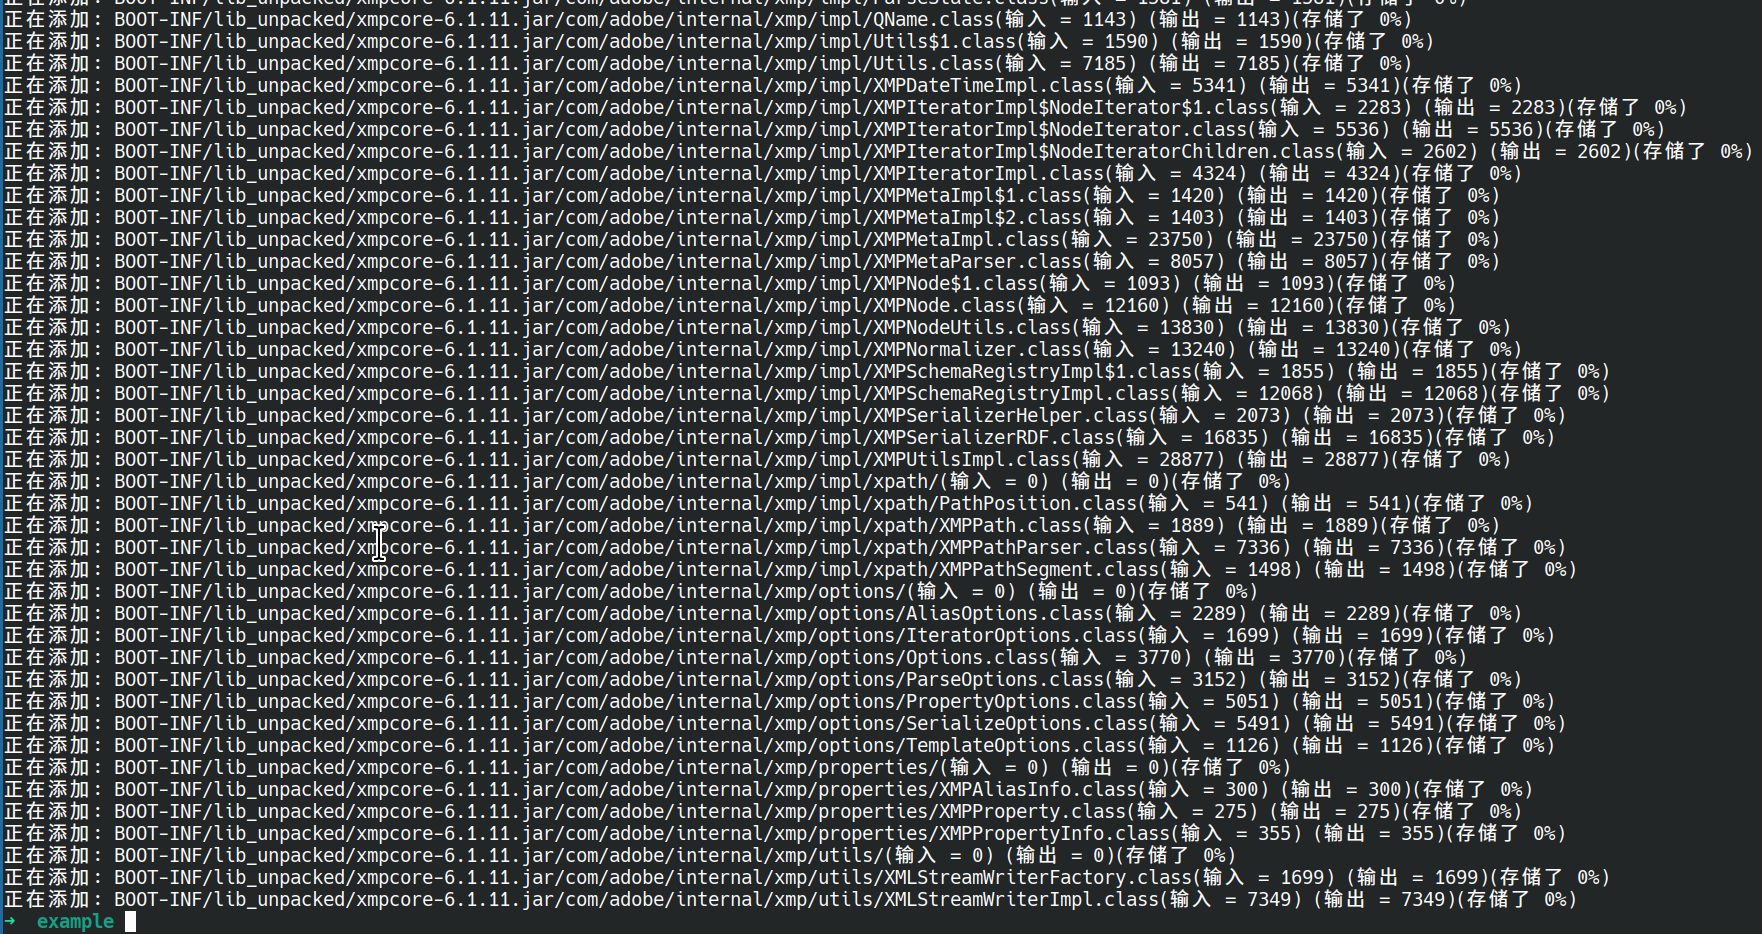 正在添加: BOOT-INF/lib_unpacked/xmpcore-6.1.11.jar/com/adobe/internal/xmp/impl/ParseState.class(输入 = 1381) (输出 = 1381)(存储了 0%)
正在添加: BOOT-INF/lib_unpacked/xmpcore-6.1.11.jar/com/adobe/internal/xmp/impl/QName.class(输入 = 1143) (输出 = 1143)(存储了 0%)
正在添加: BOOT-INF/lib_unpacked/xmpcore-6.1.11.jar/com/adobe/internal/xmp/impl/Utils$1.class(输入 = 1590) (输出 = 1590)(存储了 0%)
正在添加: BOOT-INF/lib_unpacked/xmpcore-6.1.11.jar/com/adobe/internal/xmp/impl/Utils.class(输入 = 7185) (输出 = 7185)(存储了 0%)
正在添加: BOOT-INF/lib_unpacked/xmpcore-6.1.11.jar/com/adobe/internal/xmp/impl/XMPDateTimeImpl.class(输入 = 5341) (输出 = 5341)(存储了 0%)
正在添加: BOOT-INF/lib_unpacked/xmpcore-6.1.11.jar/com/adobe/internal/xmp/impl/XMPIteratorImpl$NodeIterator$1.class(输入 = 2283) (输出 = 2283)(存储了 0%)
正在添加: BOOT-INF/lib_unpacked/xmpcore-6.1.11.jar/com/adobe/internal/xmp/impl/XMPIteratorImpl$NodeIterator.class(输入 = 5536) (输出 = 5536)(存储了 0%)
正在添加: BOOT-INF/lib_unpacked/xmpcore-6.1.11.jar/com/adobe/internal/xmp/impl/XMPIteratorImpl$NodeIteratorChildren.class(输入 = 2602) (输出 = 2602)(存储了 0%)
正在添加: BOOT-INF/lib_unpacked/xmpcore-6.1.11.jar/com/adobe/internal/xmp/impl/XMPIteratorImpl.class(输入 = 4324) (输出 = 4324)(存储了 0%)
正在添加: BOOT-INF/lib_unpacked/xmpcore-6.1.11.jar/com/adobe/internal/xmp/impl/XMPMetaImpl$1.class(输入 = 1420) (输出 = 1420)(存储了 0%)
正在添加: BOOT-INF/lib_unpacked/xmpcore-6.1.11.jar/com/adobe/internal/xmp/impl/XMPMetaImpl$2.class(输入 = 1403) (输出 = 1403)(存储了 0%)
正在添加: BOOT-INF/lib_unpacked/xmpcore-6.1.11.jar/com/adobe/internal/xmp/impl/XMPMetaImpl.class(输入 = 23750) (输出 = 23750)(存储了 0%)
正在添加: BOOT-INF/lib_unpacked/xmpcore-6.1.11.jar/com/adobe/internal/xmp/impl/XMPMetaParser.class(输入 = 8057) (输出 = 8057)(存储了 0%)
正在添加: BOOT-INF/lib_unpacked/xmpcore-6.1.11.jar/com/adobe/internal/xmp/impl/XMPNode$1.class(输入 = 1093) (输出 = 1093)(存储了 0%)
正在添加: BOOT-INF/lib_unpacked/xmpcore-6.1.11.jar/com/adobe/internal/xmp/impl/XMPNode.class(输入 = 12160) (输出 = 12160)(存储了 0%)
正在添加: BOOT-INF/lib_unpacked/xmpcore-6.1.11.jar/com/adobe/internal/xmp/impl/XMPNodeUtils.class(输入 = 13830) (输出 = 13830)(存储了 0%)
正在添加: BOOT-INF/lib_unpacked/xmpcore-6.1.11.jar/com/adobe/internal/xmp/impl/XMPNormalizer.class(输入 = 13240) (输出 = 13240)(存储了 0%)
正在添加: BOOT-INF/lib_unpacked/xmpcore-6.1.11.jar/com/adobe/internal/xmp/impl/XMPSchemaRegistryImpl$1.class(输入 = 1855) (输出 = 1855)(存储了 0%)
正在添加: BOOT-INF/lib_unpacked/xmpcore-6.1.11.jar/com/adobe/internal/xmp/impl/XMPSchemaRegistryImpl.class(输入 = 12068) (输出 = 12068)(存储了 0%)
正在添加: BOOT-INF/lib_unpacked/xmpcore-6.1.11.jar/com/adobe/internal/xmp/impl/XMPSerializerHelper.class(输入 = 2073) (输出 = 2073)(存储了 0%)
正在添加: BOOT-INF/lib_unpacked/xmpcore-6.1.11.jar/com/adobe/internal/xmp/impl/XMPSerializerRDF.class(输入 = 16835) (输出 = 16835)(存储了 0%)
正在添加: BOOT-INF/lib_unpacked/xmpcore-6.1.11.jar/com/adobe/internal/xmp/impl/XMPUtilsImpl.class(输入 = 28877) (输出 = 28877)(存储了 0%)
正在添加: BOOT-INF/lib_unpacked/xmpcore-6.1.11.jar/com/adobe/internal/xmp/impl/xpath/(输入 = 0) (输出 = 0)(存储了 0%)
正在添加: BOOT-INF/lib_unpacked/xmpcore-6.1.11.jar/com/adobe/internal/xmp/impl/xpath/PathPosition.class(输入 = 541) (输出 = 541)(存储了 0%)
正在添加: BOOT-INF/lib_unpacked/xmpcore-6.1.11.jar/com/adobe/internal/xmp/impl/xpath/XMPPath.class(输入 = 1889) (输出 = 1889)(存储了 0%)
正在添加: BOOT-INF/lib_unpacked/xmpcore-6.1.11.jar/com/adobe/internal/xmp/impl/xpath/XMPPathParser.class(输入 = 7336) (输出 = 7336)(存储了 0%)
正在添加: BOOT-INF/lib_unpacked/xmpcore-6.1.11.jar/com/adobe/internal/xmp/impl/xpath/XMPPathSegment.class(输入 = 1498) (输出 = 1498)(存储了 0%)
正在添加: BOOT-INF/lib_unpacked/xmpcore-6.1.11.jar/com/adobe/internal/xmp/options/(输入 = 0) (输出 = 0)(存储了 0%)
正在添加: BOOT-INF/lib_unpacked/xmpcore-6.1.11.jar/com/adobe/internal/xmp/options/AliasOptions.class(输入 = 2289) (输出 = 2289)(存储了 0%)
正在添加: BOOT-INF/lib_unpacked/xmpcore-6.1.11.jar/com/adobe/internal/xmp/options/IteratorOptions.class(输入 = 1699) (输出 = 1699)(存储了 0%)
正在添加: BOOT-INF/lib_unpacked/xmpcore-6.1.11.jar/com/adobe/internal/xmp/options/Options.class(输入 = 3770) (输出 = 3770)(存储了 0%)
正在添加: BOOT-INF/lib_unpacked/xmpcore-6.1.11.jar/com/adobe/internal/xmp/options/ParseOptions.class(输入 = 3152) (输出 = 3152)(存储了 0%)
正在添加: BOOT-INF/lib_unpacked/xmpcore-6.1.11.jar/com/adobe/internal/xmp/options/PropertyOptions.class(输入 = 5051) (输出 = 5051)(存储了 0%)
正在添加: BOOT-INF/lib_unpacked/xmpcore-6.1.11.jar/com/adobe/internal/xmp/options/SerializeOptions.class(输入 = 5491) (输出 = 5491)(存储了 0%)
正在添加: BOOT-INF/lib_unpacked/xmpcore-6.1.11.jar/com/adobe/internal/xmp/options/TemplateOptions.class(输入 = 1126) (输出 = 1126)(存储了 0%)
正在添加: BOOT-INF/lib_unpacked/xmpcore-6.1.11.jar/com/adobe/internal/xmp/properties/(输入 = 0) (输出 = 0)(存储了 0%)
正在添加: BOOT-INF/lib_unpacked/xmpcore-6.1.11.jar/com/adobe/internal/xmp/properties/XMPAliasInfo.class(输入 = 300) (输出 = 300)(存储了 0%)
正在添加: BOOT-INF/lib_unpacked/xmpcore-6.1.11.jar/com/adobe/internal/xmp/properties/XMPProperty.class(输入 = 275) (输出 = 275)(存储了 0%)
正在添加: BOOT-INF/lib_unpacked/xmpcore-6.1.11.jar/com/adobe/internal/xmp/properties/XMPPropertyInfo.class(输入 = 355) (输出 = 355)(存储了 0%)
正在添加: BOOT-INF/lib_unpacked/xmpcore-6.1.11.jar/com/adobe/internal/xmp/utils/(输入 = 0) (输出 = 0)(存储了 0%)
正在添加: BOOT-INF/lib_unpacked/xmpcore-6.1.11.jar/com/adobe/internal/xmp/utils/XMLStreamWriterFactory.class(输入 = 1699) (输出 = 1699)(存储了 0%)
正在添加: BOOT-INF/lib_unpacked/xmpcore-6.1.11.jar/com/adobe/internal/xmp/utils/XMLStreamWriterImpl.class(输入 = 7349) (输出 = 7349)(存储了 0%)
➜ example